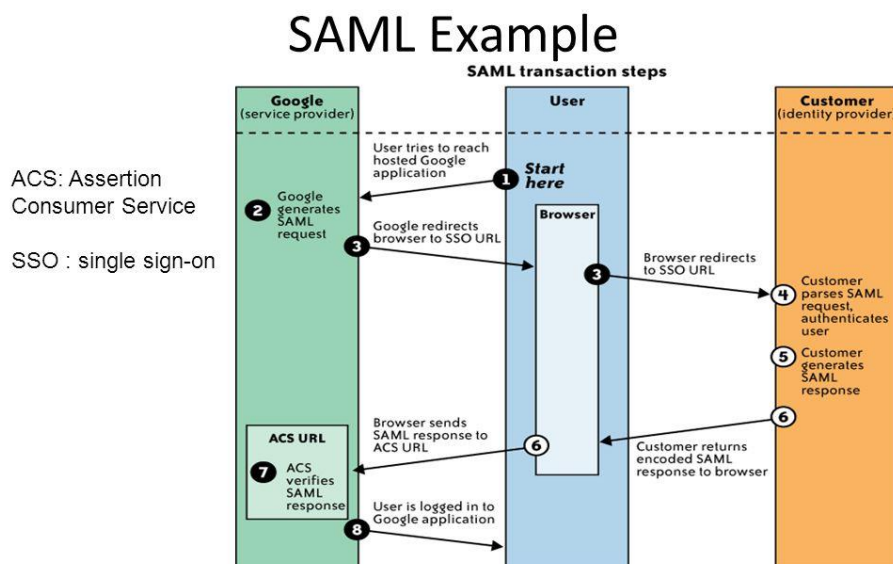 SAML Example
SAML transaction steps
Google
(service provider)
User
Customer
(identity provider)
ACS: Assertion
Consumer Service
SSO : single sign-on
User tries to reach
hosted Google
application
1
Start
here
2
Google
generates
SAML
request
Browser
3
Google redirects
browser to SSO URL
3
Browser redirects
to SSO URL
4
Customer
parses SAML
request,
authenticates
user
5
Customer
generates
SAML
response
6
Customer returns
encoded SAML
response to browser
6
Browser sends
SAML response to
ACS URL
ACS URL
7
ACS
verifies
SAML
response
8
User is logged in to
Google application